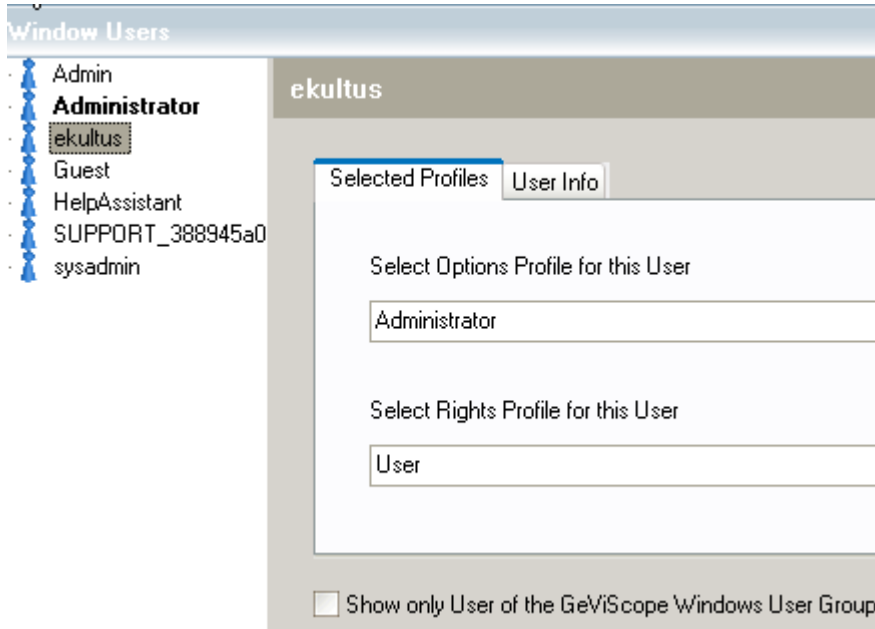 Window Users
Admin
Administrator
ekultus
Guest
HelpAssistant
SUPPORT_388945a0
sysadmin
ekultus
Selected Profiles
User Info
Select Options Profile for this User
Administrator
Select Rights Profile for this User
User
Show only User of the GeViScope Windows User Group